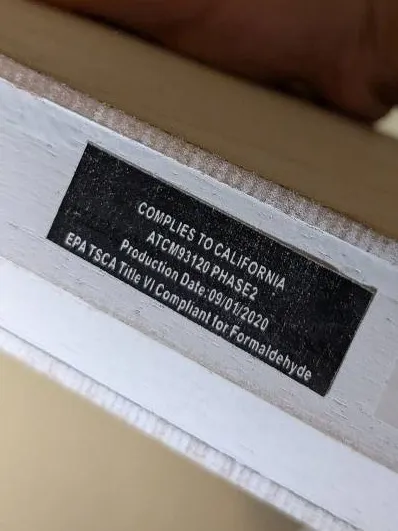 COMPLIES TO CALIFORNIA
ATCM93120 PHASE2
Production Date:09/01/2020
EPA TSCA Title VI Compliant for Formaldehyde